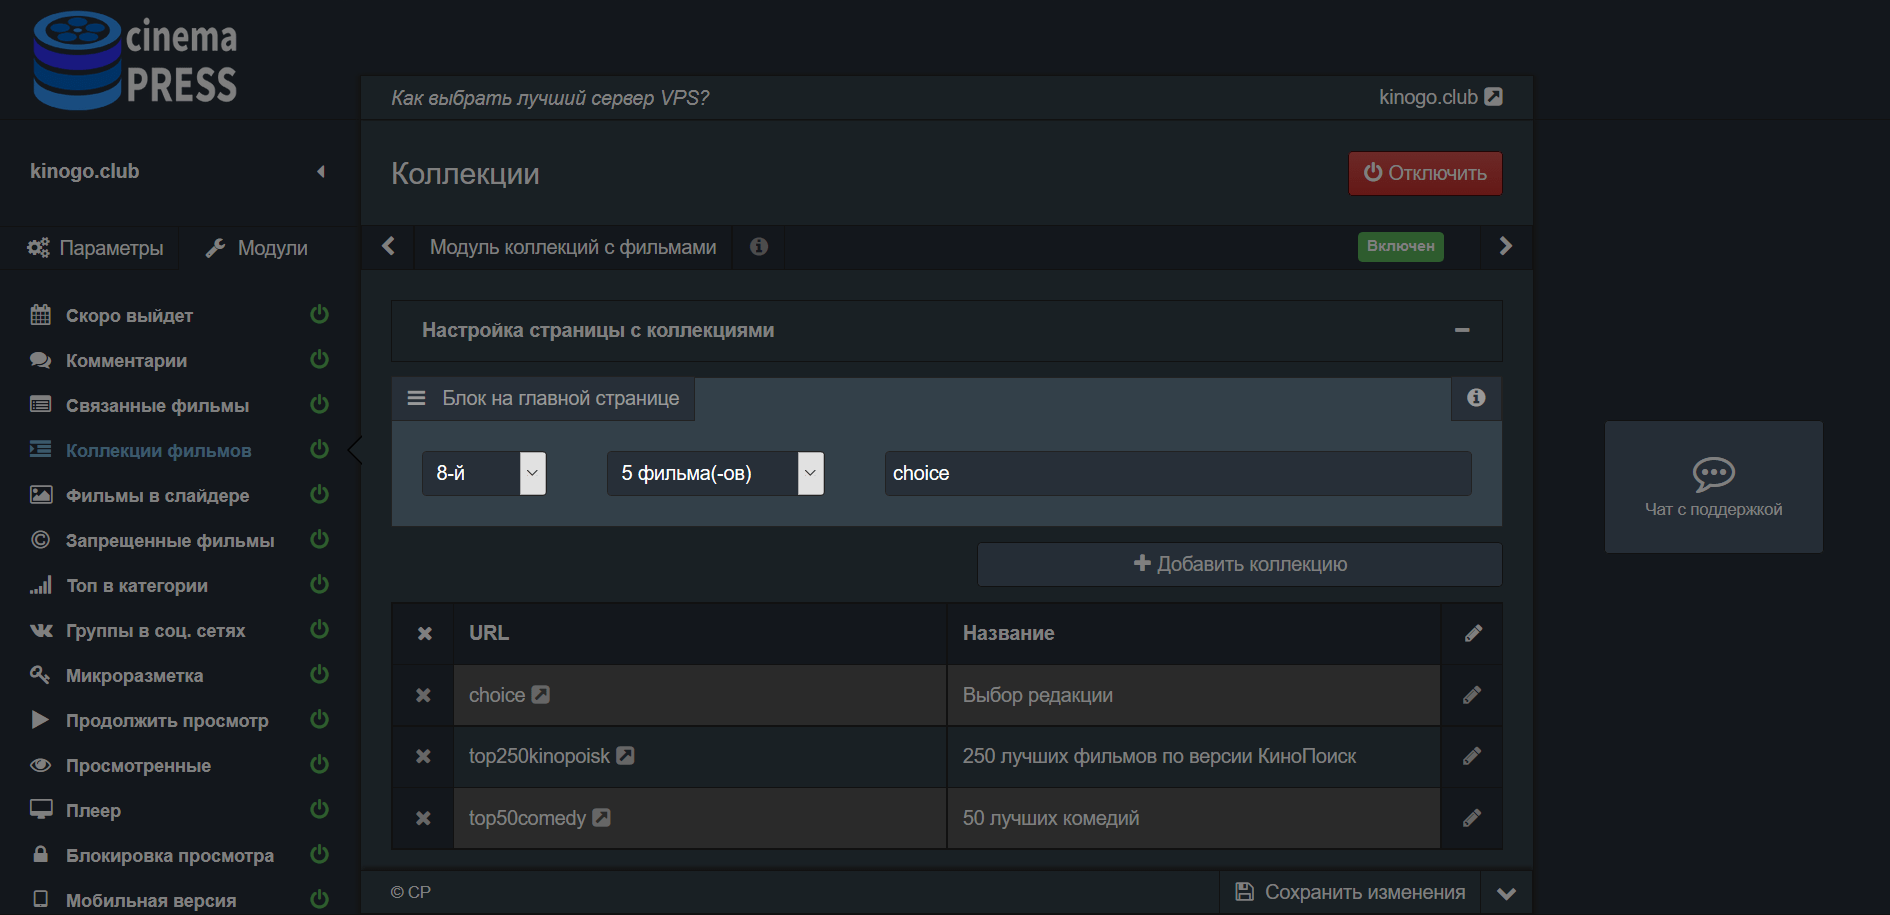 cinema
PRESS
Как выбрать лучший сервер VPS?
kinogo.club
kinogo.club
Коллекции
Отключить
Параметры
Модули
Модуль коллекций с фильмами
Включен
Скоро выйдет
Комментарии
Связанные фильмы
Коллекции фильмов
Фильмы в слайдере
Запрещенные фильмы
Топ в категории
Группы в соц. сетях
Микроразметка
Продолжить просмотр
Просмотренные
Плеер
Блокировка просмотра
Мобильная версия
Настройка страницы с коллекциями
Блок на главной странице
8-й
5 фильма(-ов)
choice
Добавить коллекцию
URL
Название
choice
Выбор редакции
top250kinopoisk
250 лучших фильмов по версии КиноПоиск
top50comedy
50 лучших комедий
© CP
Сохранить изменения
Чат с поддержкой